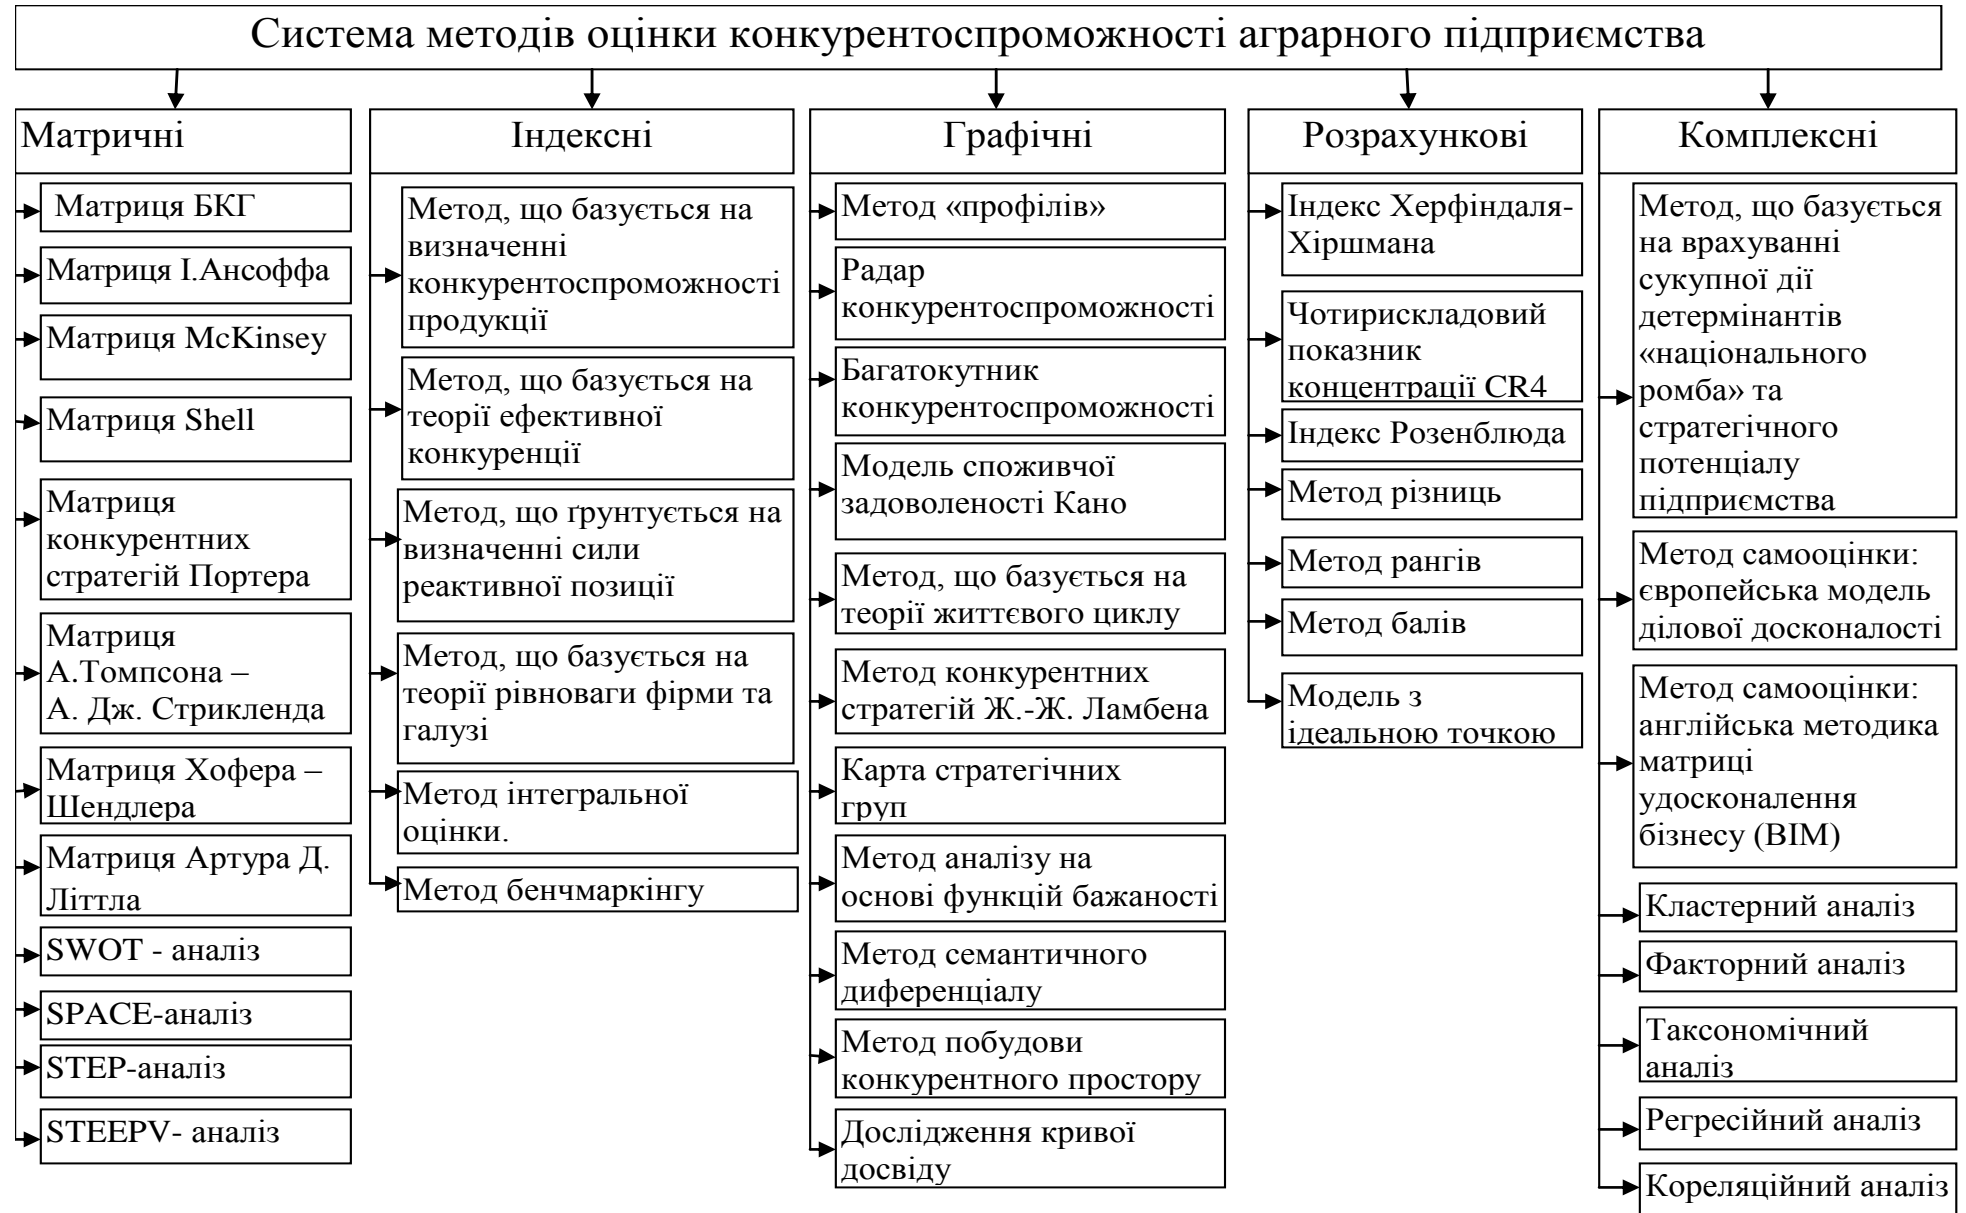 Система методів оцінки конкурентоспроможності аграрного підприємства
Матричні
Матриця БКГ
Матриця І.Ансоффа
Матриця McKinsey
Матриця Shell
Матриця
конкурентних
стратегій Портера
Матриця
А.Томпсона –
А. Дж. Стрикленда
Матриця Хофера –
Шендлера
Матриця Артура Д.
Літтла
SWOT - аналіз
SPACE-аналіз
STEP-аналіз
STEEPV- аналіз
Індексні
Метод, що базується на
визначенні
конкурентоспроможності
продукції
Метод, що базується на
теорії ефективної
конкуренції
Метод, що ґрунтується на
визначенні сили
реактивної позиції
Метод, що базується на
теорії рівноваги фірми та
галузі
Метод інтегральної
оцінки.
Метод бенчмаркінгу
Графічні
Метод «профілів»
Радар
конкурентоспроможності
Багатокутник
конкурентоспроможності
Модель споживчої
задоволеності Кано
Метод, що базується на
теорії життєвого циклу
Метод конкурентних
стратегій Ж.-Ж. Ламбена
Карта стратегічних
груп
Метод аналізу на
основі функцій бажаності
Метод семантичного
диференціалу
Метод побудови
конкурентного простору
Дослідження кривої
досвіду
Розрахункові
Індекс Херфіндаля-
Хіршмана
Чотирискладовий
показник
концентрації CR4
Індекс Розенблюда
Метод різниць
Метод рангів
Метод балів
Модель з
ідеальною точкою
Комплексні
Метод, що базується
на врахуванні
сукупної дії
детермінантів
«національного
ромба» та
стратегічного
потенціалу
підприємства
Метод самооцінки:
європейська модель
ділової досконалості
Метод самооцінки:
англійська методика
матриці
удосконалення
бізнесу (BIM)
Кластерний аналіз
Факторний аналіз
Таксономічний
аналіз
Регресійний аналіз
Кореляційний аналіз